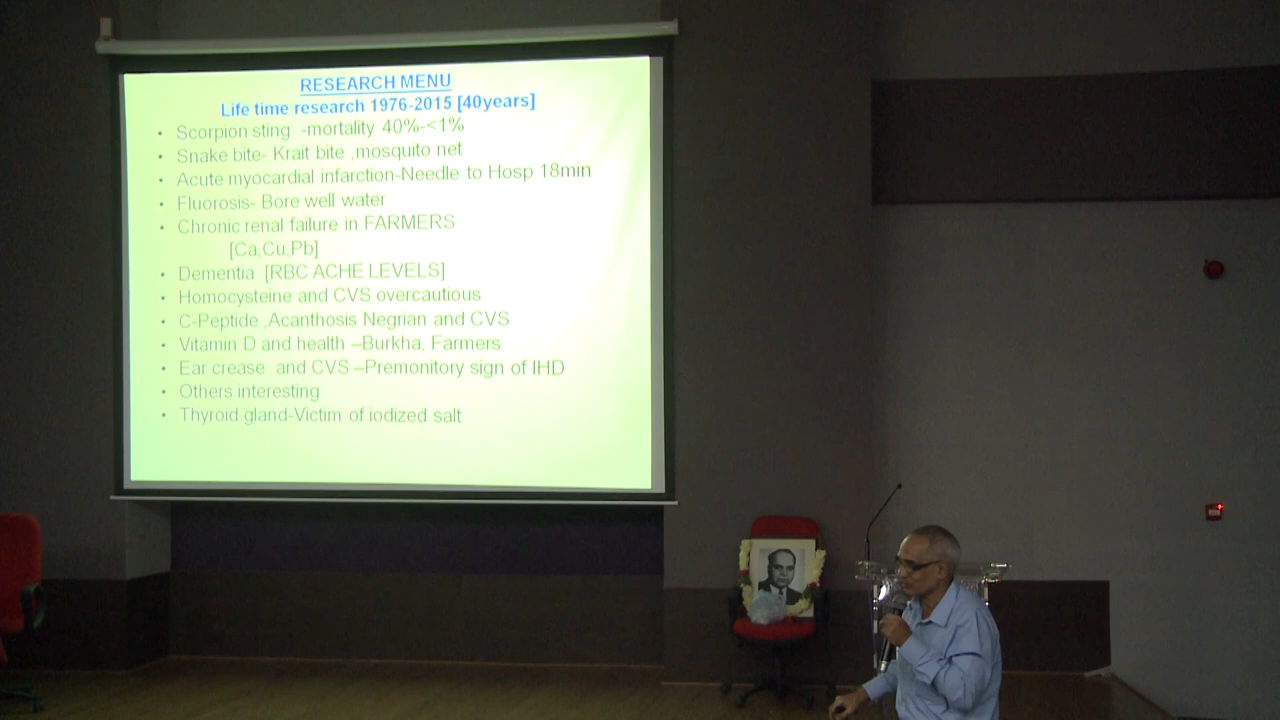 RESEARCH MENU
Life time research 1976-2015 [40years]
• Scorpion sting -mortality 40%-<1%
• Snake bite- Krait bite ,mosquito net
• Acute myocardial infarction-Needle to Hosp 18min
• Fluorosis- Bore well water
• Chronic renal failure in FARMERS
[Ca,Cu,Pb]
• Dementia [RBC ACHE LEVELS]
• Homocysteine and CVS overcautious
• C-Peptide ,Acanthosis Negrian and CVS
• Vitamin D and health –Burkha, Farmers
• Ear crease and CVS –Premonitory sign of IHD
• Others interesting
• Thyroid gland-Victim of iodized salt